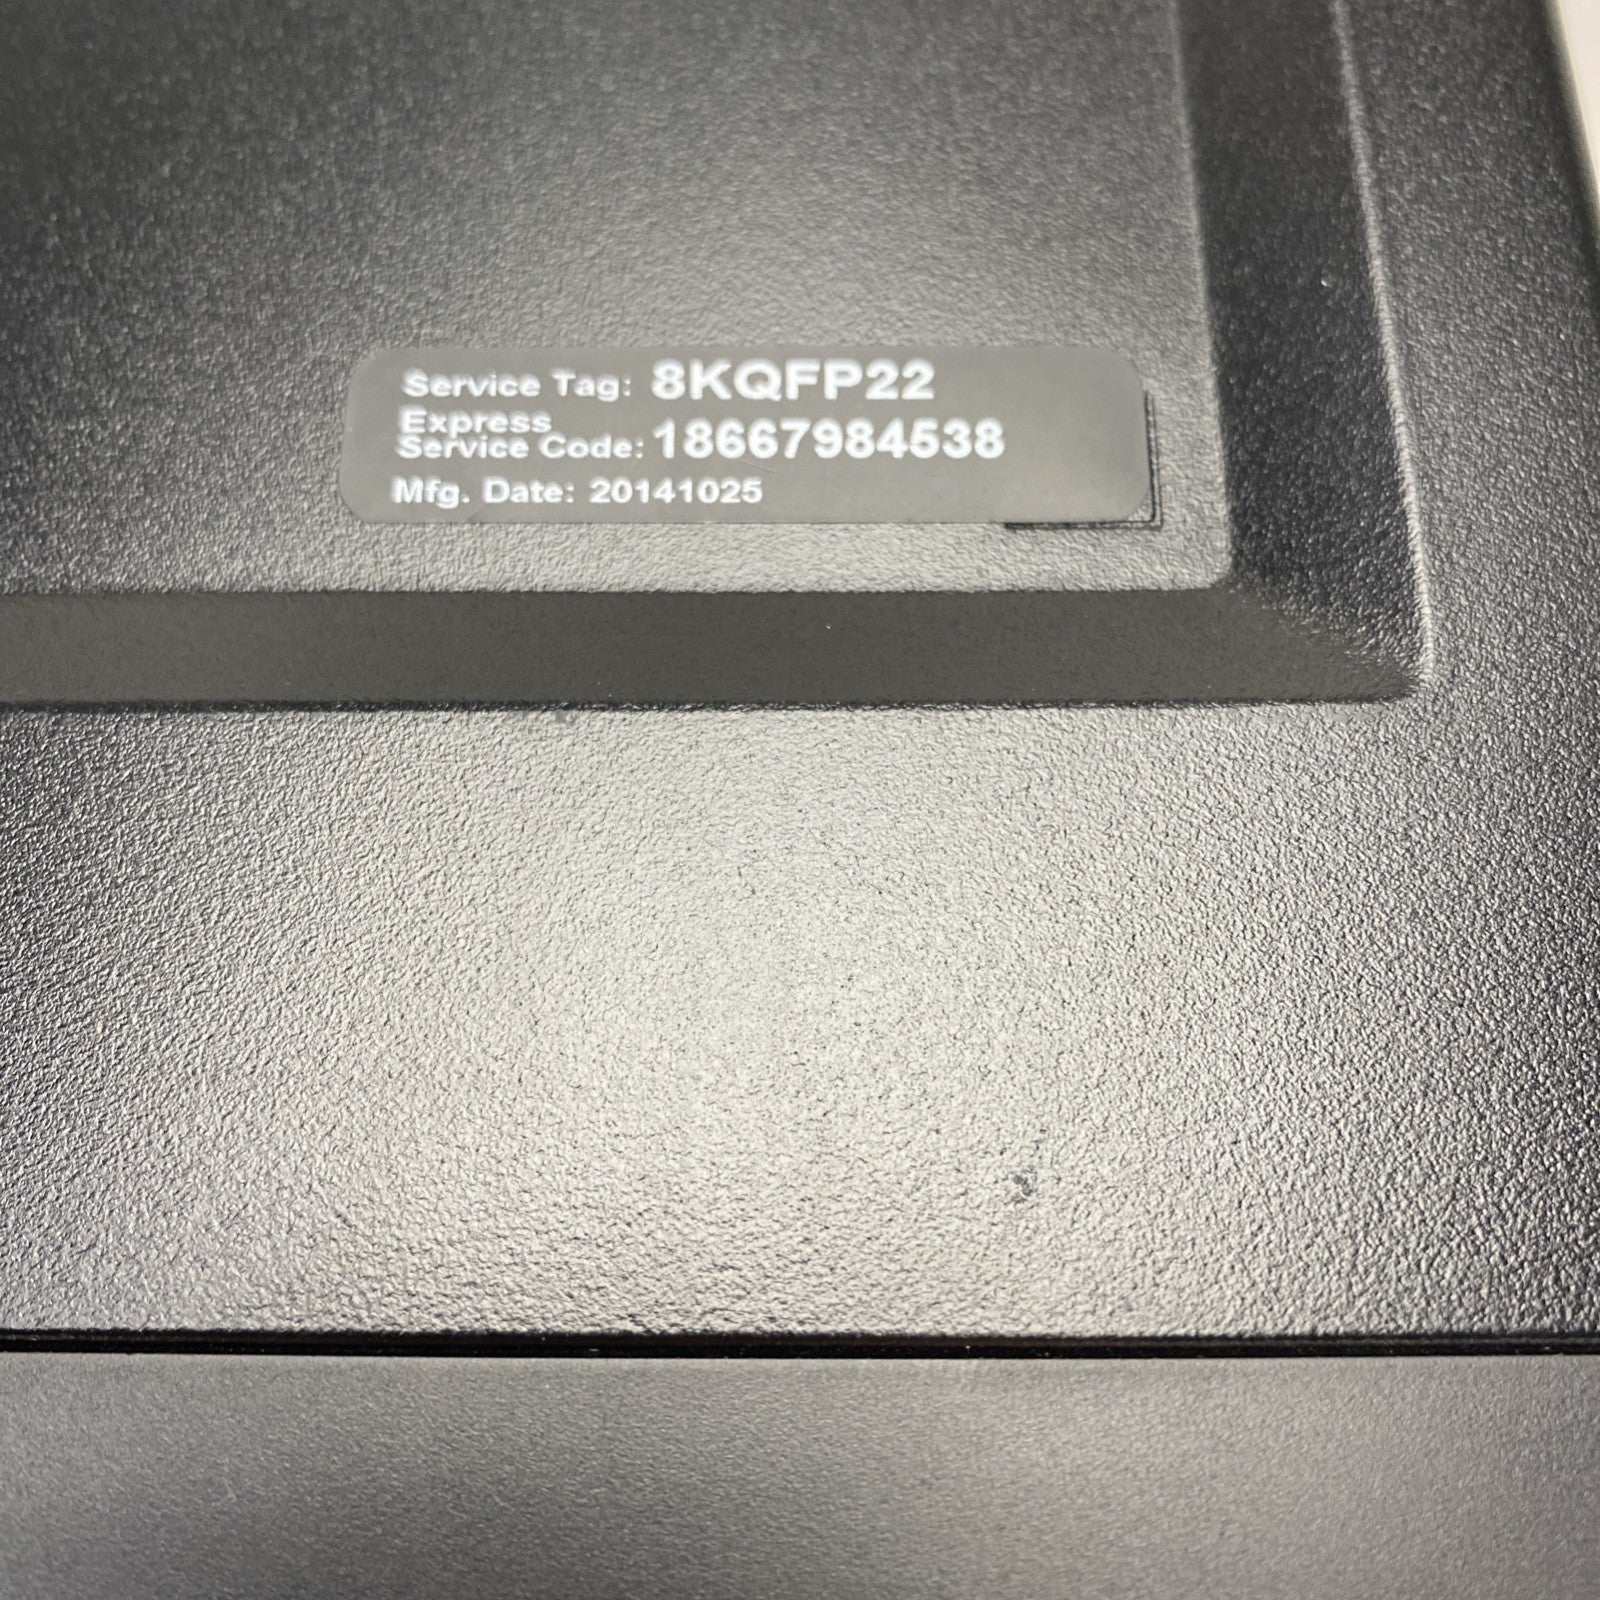 Service Tag: 8KQFP22
Express
Service Code: 18667984538
Mfg. Date: 20141025